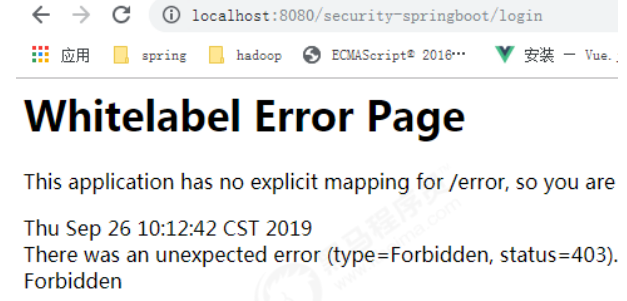 localhost:8080/security-springboot/login
应用 spring hadoop ECMAScript® 2016… 安装 — Vue.
Whitelabel Error Page
This application has no explicit mapping for /error, so you are
Thu Sep 26 10:12:42 CST 2019
There was an unexpected error (type=Forbidden, status=403).
Forbidden